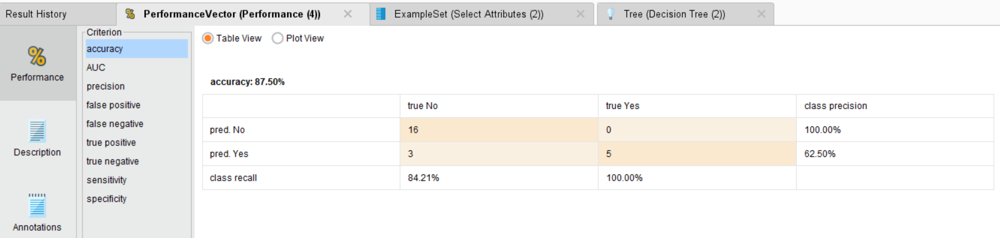 Result History
PerformanceVector (Performance (4))
ExampleSet (Select Attributes (2))
Tree (Decision Tree (2))
Performance
Description
Annotations
Criterion
accuracy
AUC
precision
false positive
false negative
true positive
true negative
sensitivity
specificity
Table View Plot View
accuracy: 87.50%
true No true Yes class precision
pred. No 16 0 100.00%
pred. Yes 3 5 62.50%
class recall 84.21% 100.00%